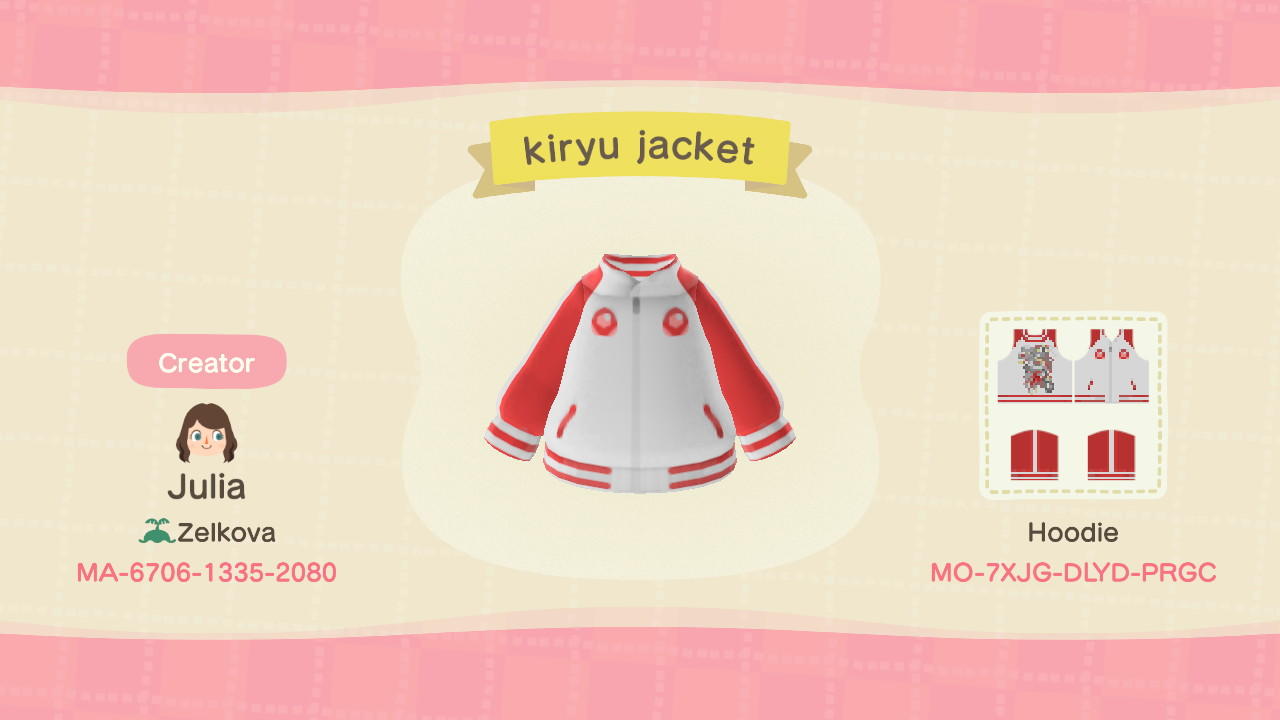 kiryu jacket
Creator
Julia
Zelkova
MA-6706-1335-2080
Hoodie
MO-7XJG-DLYD-PRGC